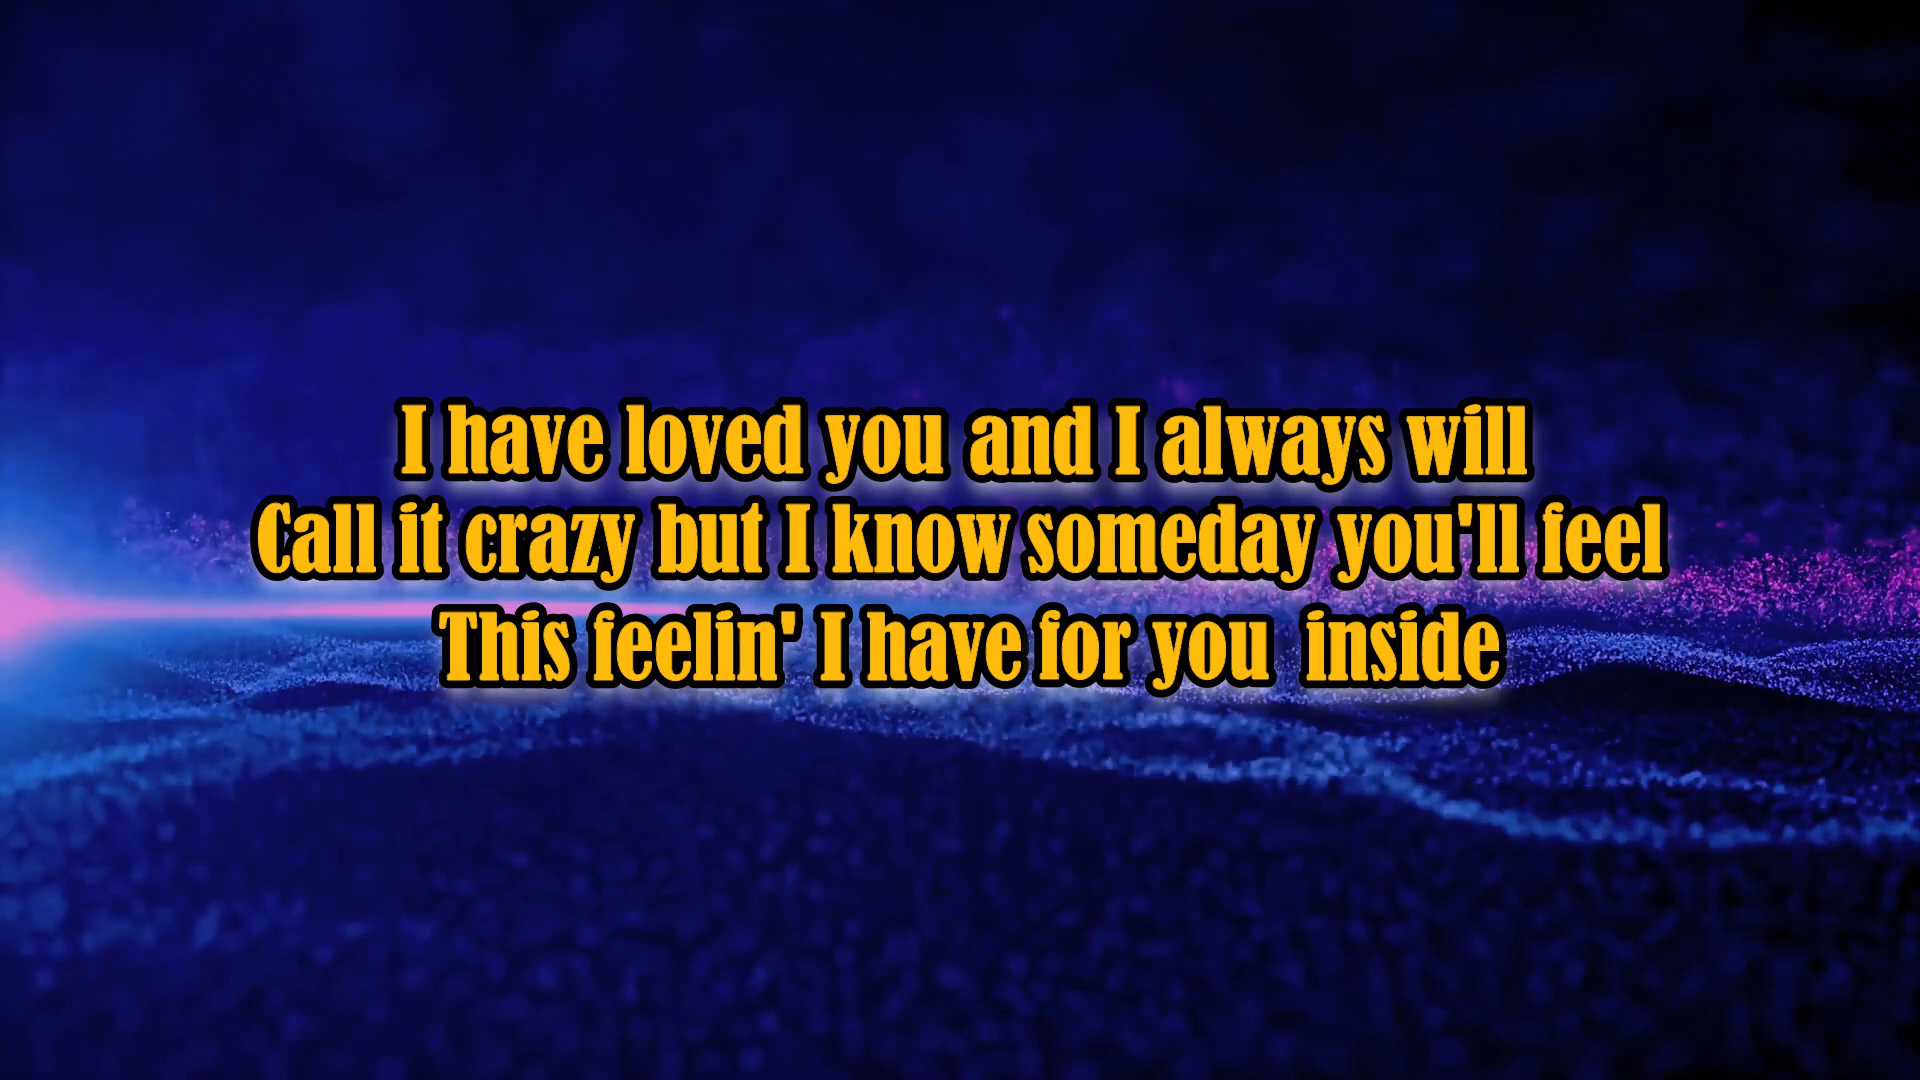 I have loved you and I always will
Call it crazy but I know someday you'll feel
This feelin' I have for you inside